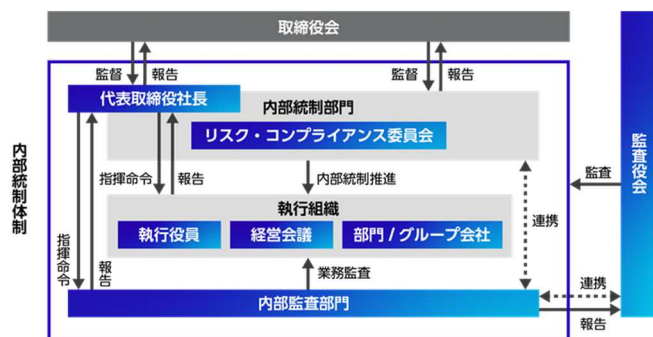 取締役会
監督
報告
監督
報告
代表取締役社長
内部統制部門
リスク・コンプライアンス委員会
内部統制体制
監査役会
監査
指揮命令
報告
内部統制推進
執行組織
執行役員
経営会議
部門 / グループ会社
連携
指揮命令
報告
業務監査
内部監査部門
連携
報告